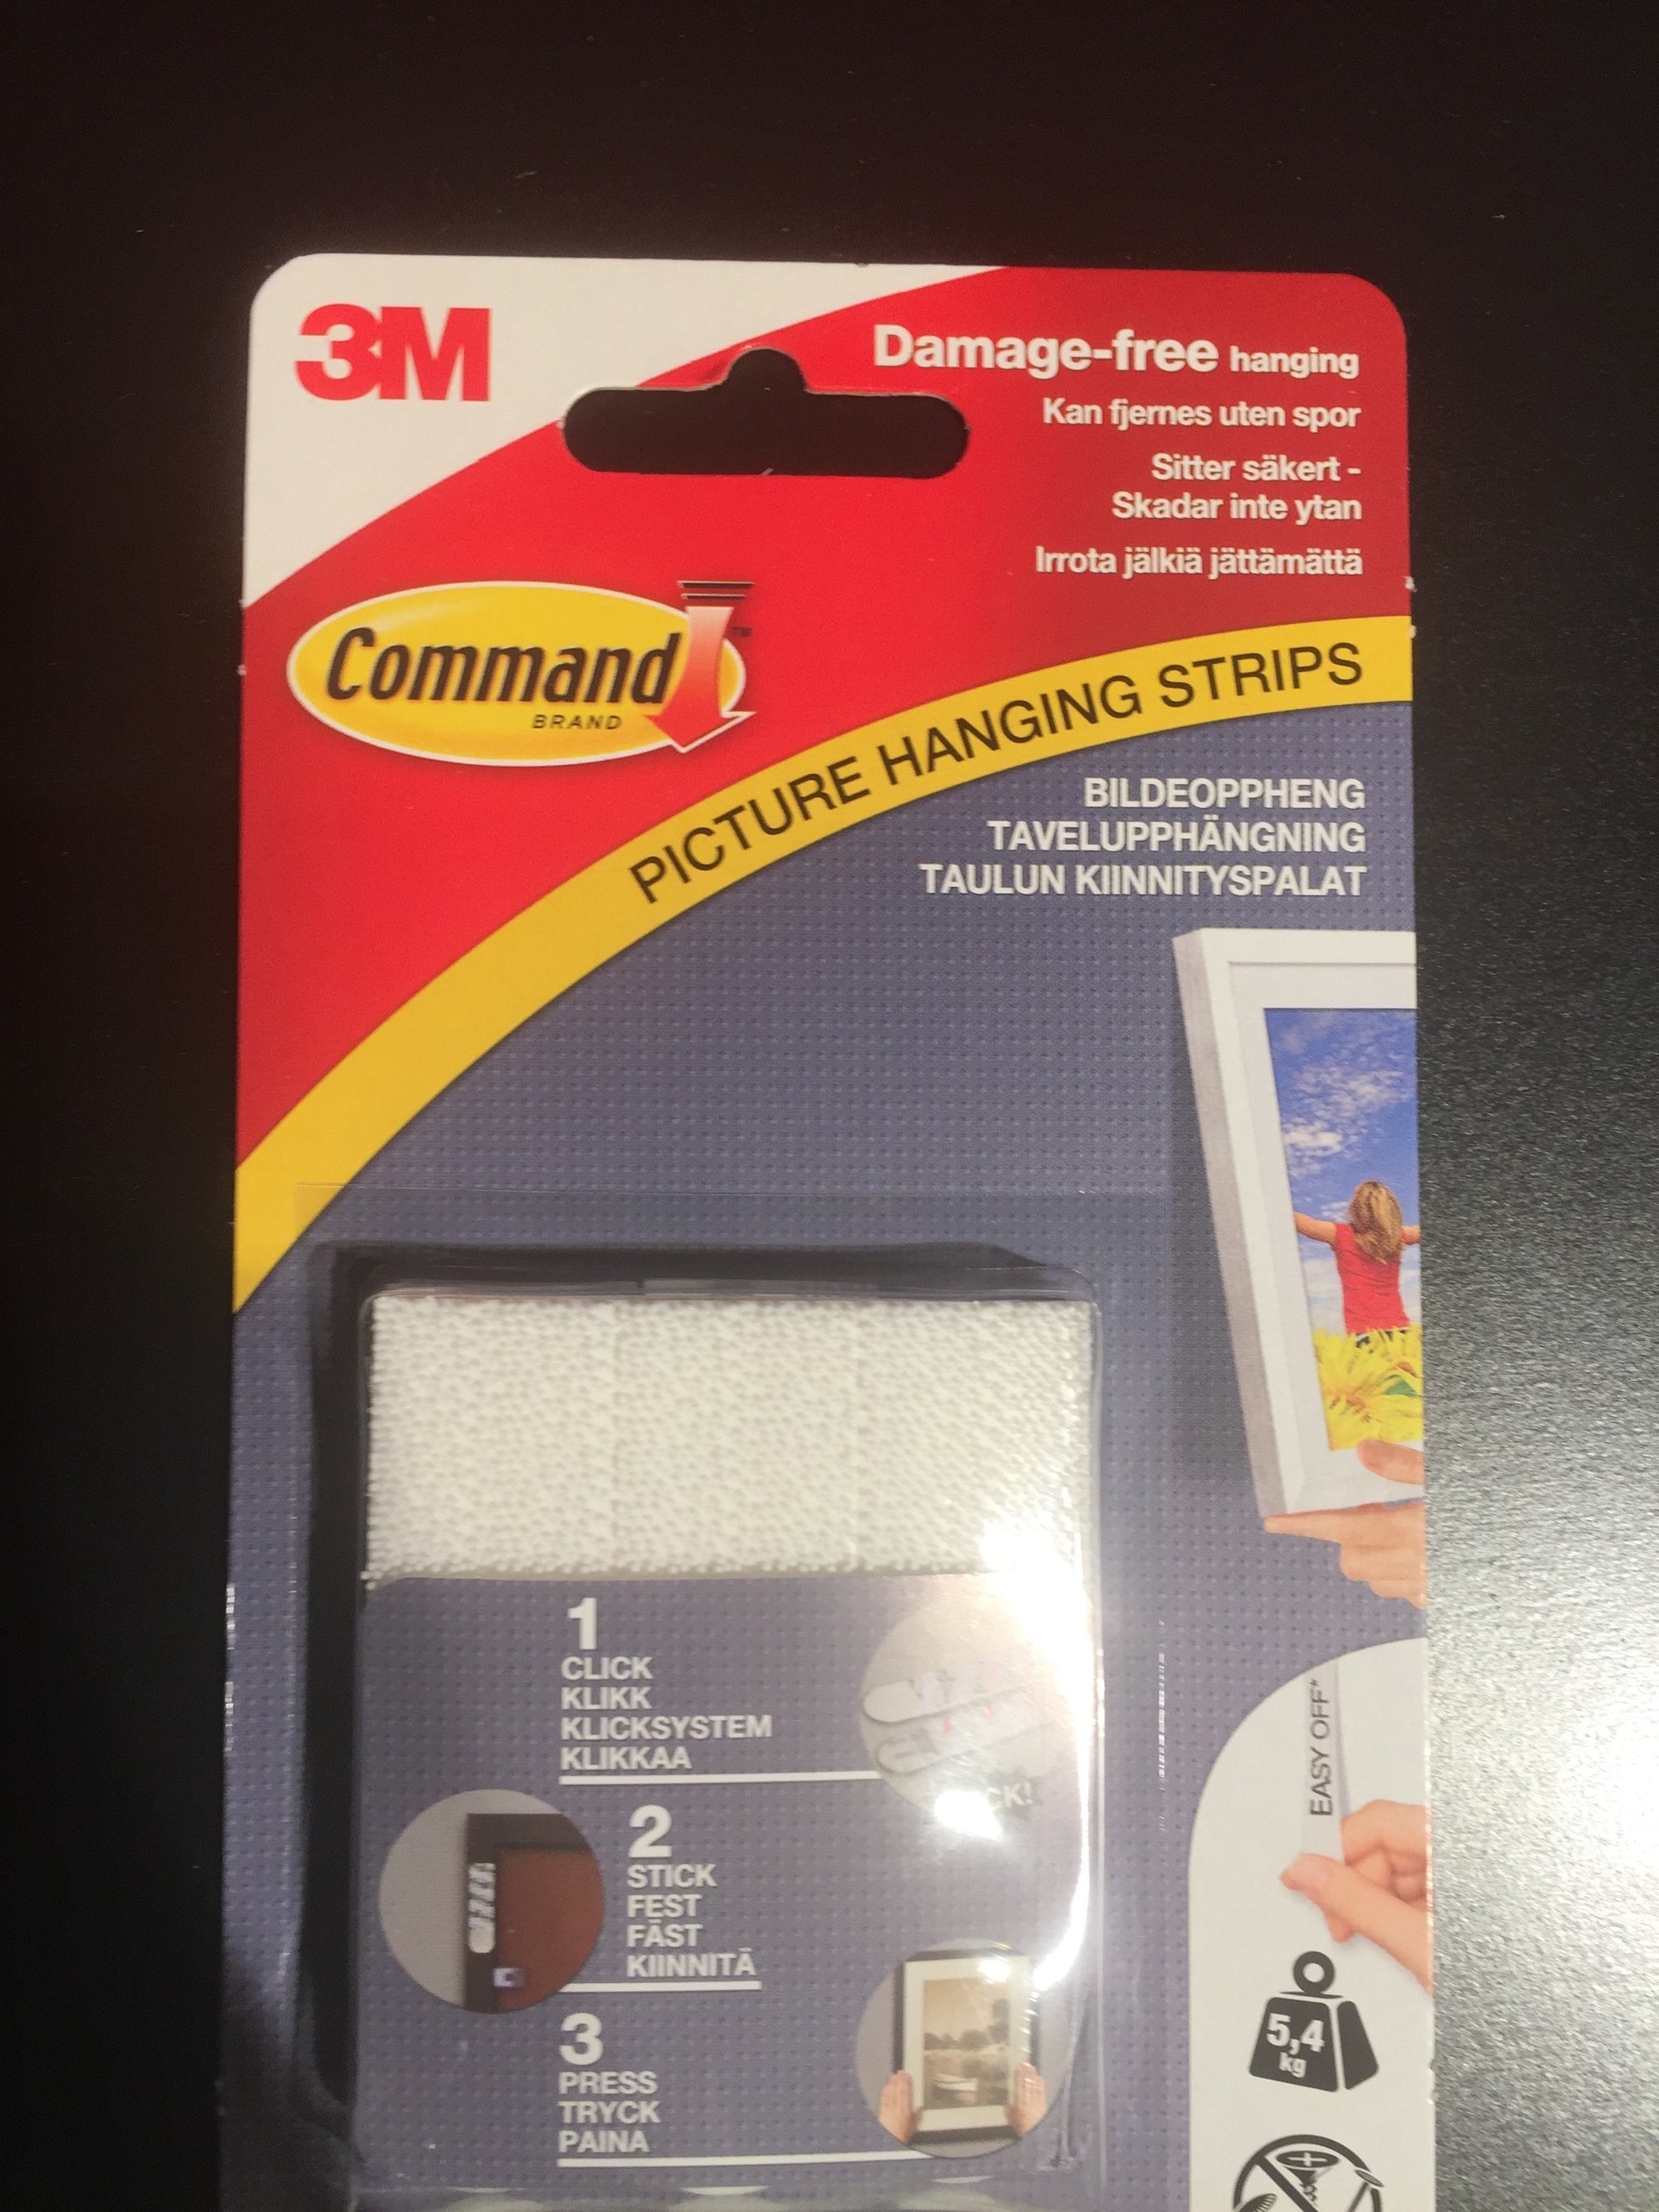 3M
Damage-free hanging
Kan fjernes uten spor
Sitter säkert -
Skadar inte ytan
Irrota jälkiä jättämättä
Command™
BRAND
PICTURE HANGING STRIPS
BILDEOPPHENG
TAVELUPPHÄNGNING
TAULUN KIINNITYSPALAT
1
CLICK
KLIKK
KLICKSYSTEM
KLIKKAA
2
STICK
FEST
FÄST
KIINNITÄ
3
PRESS
TRYCK
PAINA
EASY OFF*
5,4
kg